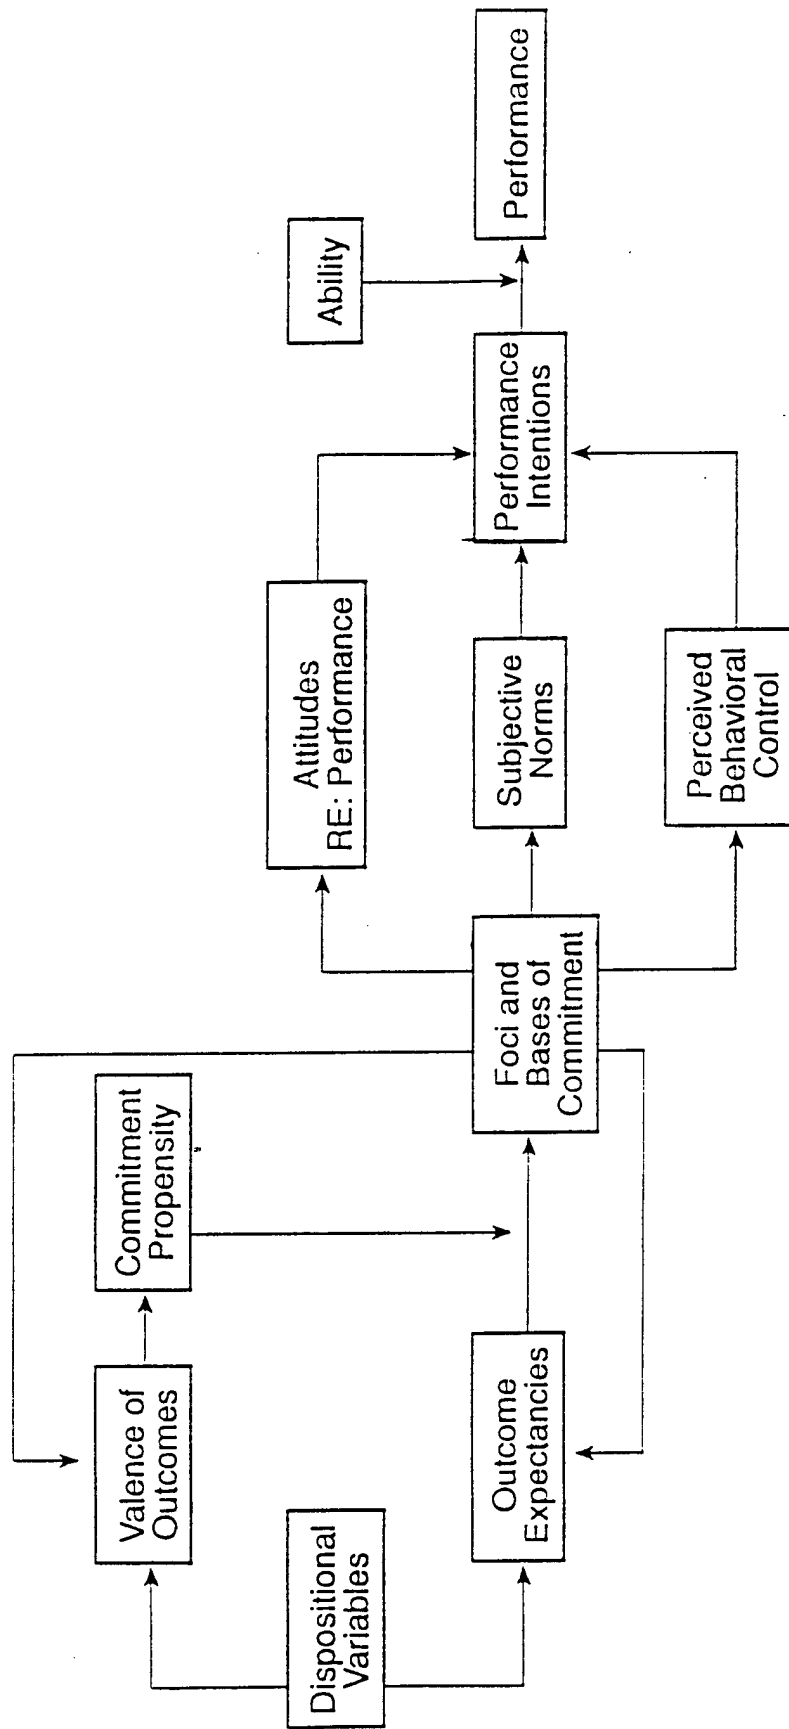 Dispositional
Variables
Valence of
Outcomes
Outcome
Expectancies
Commitment
Propensity
Foci and
Bases of
Commitment
Attitudes
RE: Performance
Subjective
Norms
Perceived
Behavioral
Control
Performance
Intentions
Ability
Performance